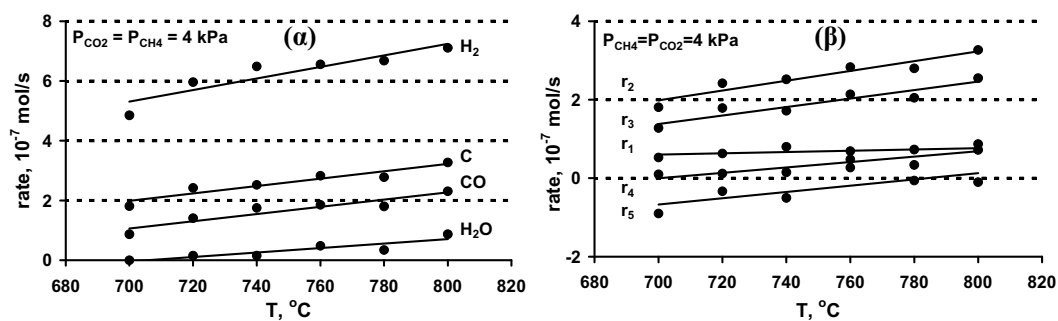 P_CO2 = P_CH4 = 4 kPa
(α)
H2
C
CO
H2O
8
6
4
2
0
680 700 720 740 760 780 800 820
T, °C
rate, 10^-7 mol/s
P_CH4=P_CO2=4 kPa
(β)
r2
r3
r1
r4
r5
4
2
0
-2
680 700 720 740 760 780 800 820
T, °C
rate, 10^-7 mol/s